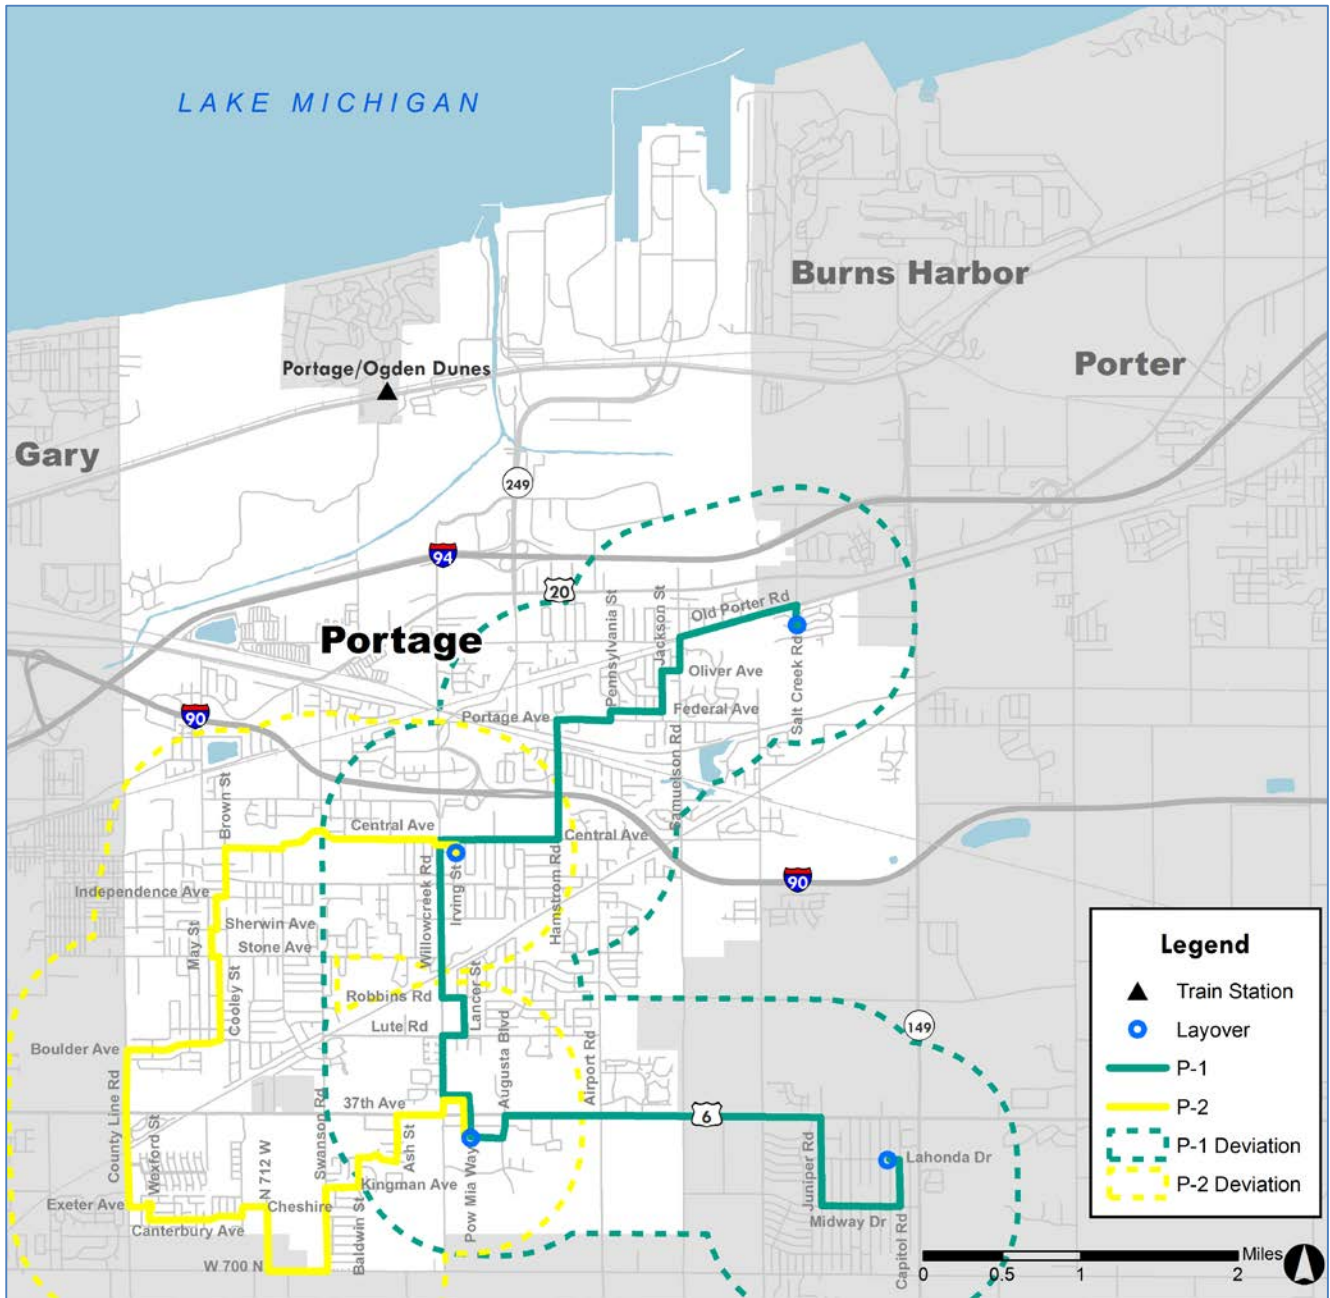 LAKE MICHIGAN
Burns Harbor
Porter
Portage/Ogden Dunes
Gary
249
94
20
Portage
Pennsylvania St
Jackson St
Old Porter Rd
Oliver Ave
Salt Creek Rd
90
Portage Ave
Federal Ave
Samuelson Rd
Brown St
Central Ave
Central Ave
Willowcreek Rd
Irving St
Hamstrom Rd
90
Independence Ave
May St
Sherwin Ave
Stone Ave
Cooley St
Robbins Rd
Lancer St
Lute Rd
Augusta Blvd
Airport Rd
149
Boulder Ave
County Line Rd
Wexford St
37th Ave
Ash St
6
Swanson Rd
N 712 W
Kingman Ave
Pow Mia Way
Juniper Rd
Lahonda Dr
Exeter Ave
Canterbury Ave
Cheshire
Baldwin St
Midway Dr
Capitol Rd
W 700 N
Legend
Train Station
Layover
P-1
P-2
P-1 Deviation
P-2 Deviation
Miles
0 0.5 1 2